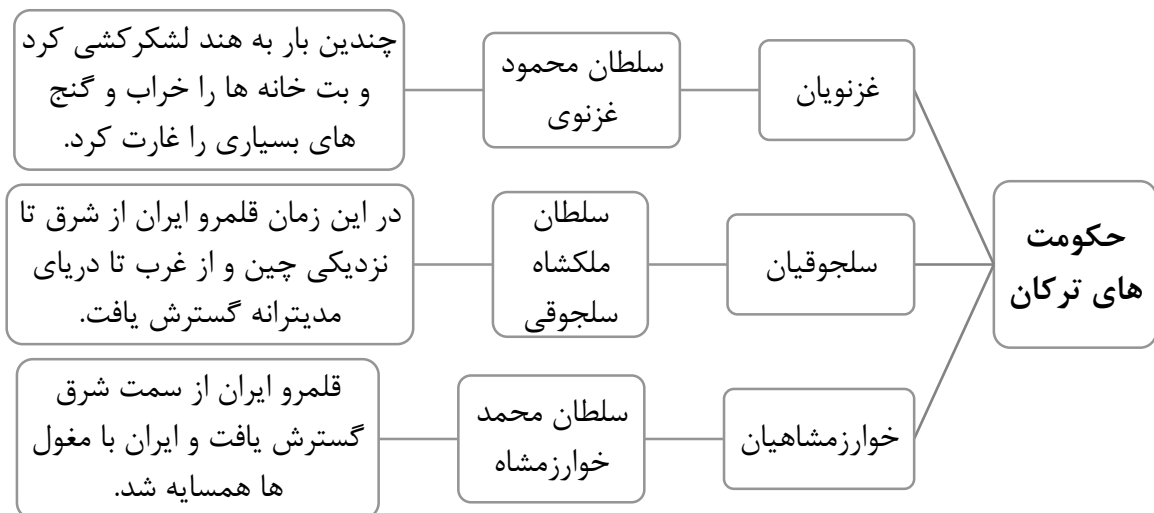 حکومت
های ترکان
غزنویان
سلطان محمود
غزنوی
چندین بار به هند لشکرکشی کرد
و بت خانه ها را خراب و گنج
های بسیاری را غارت کرد.
سلجوقیان
سلطان
ملکشاه
سلجوقی
در این زمان قلمرو ایران از شرق تا
نزدیکی چین و از غرب تا دریای
مدیترانه گسترش یافت.
خوارزمشاهیان
سلطان محمد
خوارزمشاه
قلمرو ایران از سمت شرق
گسترش یافت و ایران با مغول
ها همسایه شد.